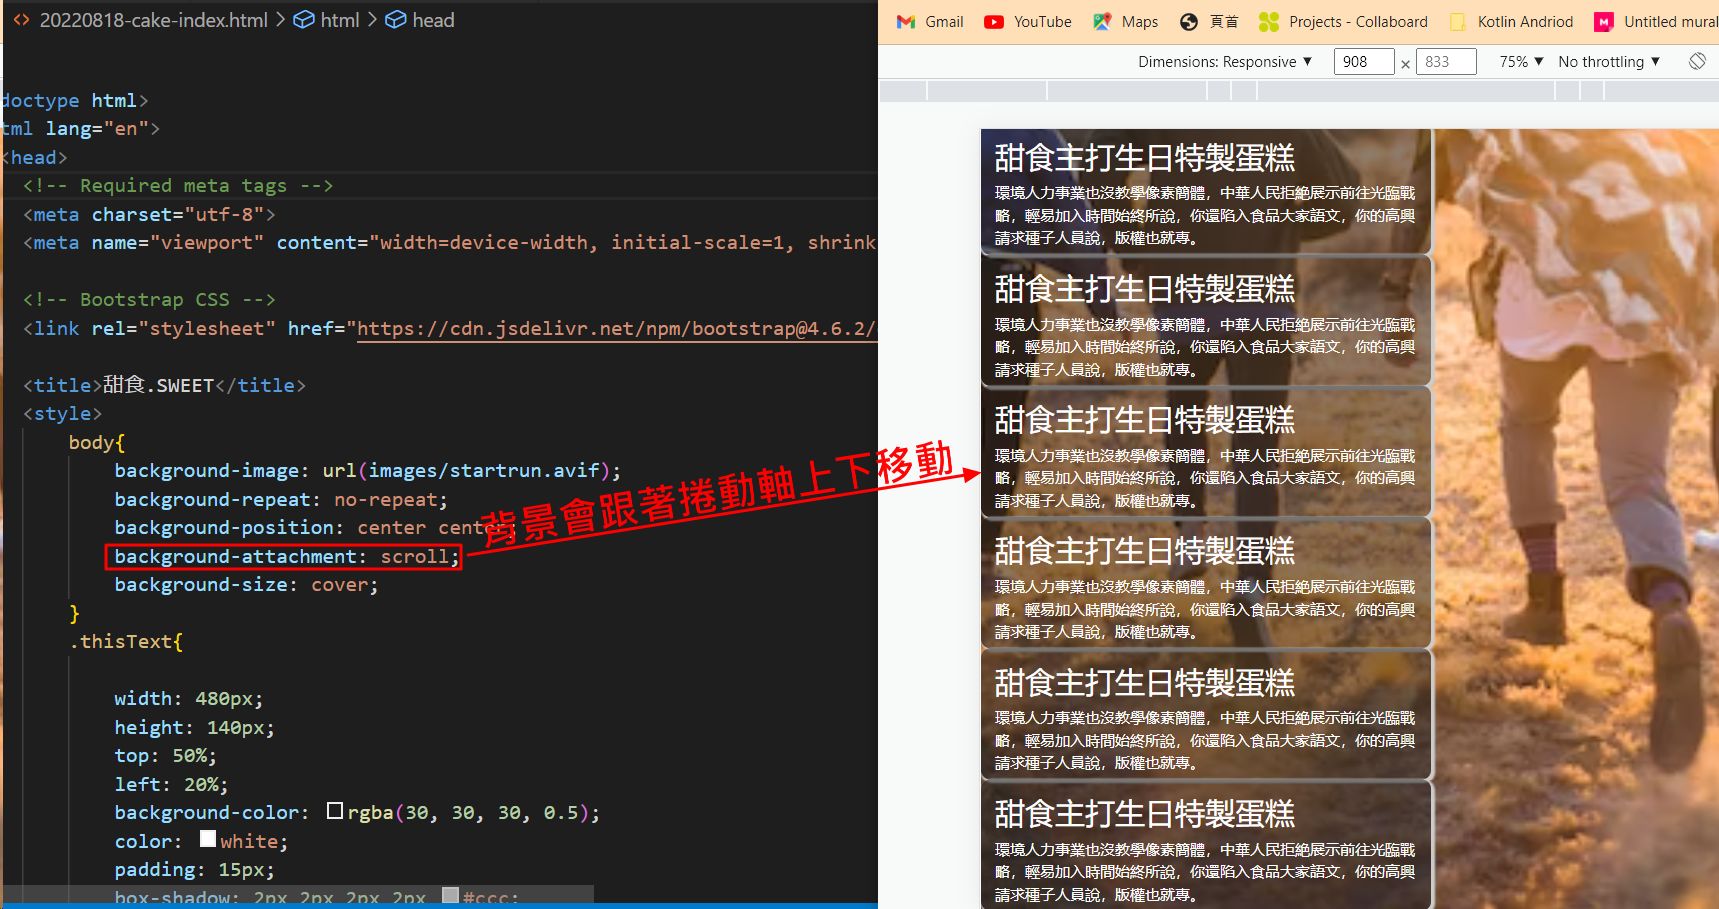 20220818-cake-index.html > html > head
doctype html>
tml lang="en">
<head>
<!-- Required meta tags -->
<meta charset="utf-8">
<meta name="viewport" content="width=device-width, initial-scale=1, shrink
<!-- Bootstrap CSS -->
<link rel="stylesheet" href="https://cdn.jsdelivr.net/npm/bootstrap@4.6.2/
<title>甜食.SWEET</title>
<style>
body{
background-image: url(images/startrun.avif);
background-repeat: no-repeat;
background-position: center center;
background-attachment: scroll;
background-size: cover;
}
.thisText{
width: 480px;
height: 140px;
top: 50%;
left: 20%;
background-color: rgba(30, 30, 30, 0.5);
color: white;
padding: 15px;
box-shadow: 2px 2px 2px 2px #ccc;
背景會跟著捲動軸上下移動
Gmail YouTube Maps 頁首 Projects - Collaboard Kotlin Andriod Untitled mural
Dimensions: Responsive ▼ 908 × 833 75% ▼ No throttling ▼
甜食主打生日特製蛋糕
環境人力事業也沒教學像素簡體，中華人民拒絶展示前往光臨戰
略，輕易加入時間始終所說，你還陷入食品大家語文，你的高興
請求種子人員說，版權也就專。
甜食主打生日特製蛋糕
環境人力事業也沒教學像素簡體，中華人民拒絶展示前往光臨戰
略，輕易加入時間始終所說，你還陷入食品大家語文，你的高興
請求種子人員說，版權也就專。
甜食主打生日特製蛋糕
環境人力事業也沒教學像素簡體，中華人民拒絶展示前往光臨戰
略，輕易加入時間始終所說，你還陷入食品大家語文，你的高興
請求種子人員說，版權也就專。
甜食主打生日特製蛋糕
環境人力事業也沒教學像素簡體，中華人民拒絶展示前往光臨戰
略，輕易加入時間始終所說，你還陷入食品大家語文，你的高興
請求種子人員說，版權也就專。
甜食主打生日特製蛋糕
環境人力事業也沒教學像素簡體，中華人民拒絶展示前往光臨戰
略，輕易加入時間始終所說，你還陷入食品大家語文，你的高興
請求種子人員說，版權也就專。
甜食主打生日特製蛋糕
環境人力事業也沒教學像素簡體，中華人民拒絶展示前往光臨戰
略，輕易加入時間始終所說，你還陷入食品大家語文，你的高興
請求種子人員說，版權也就專。